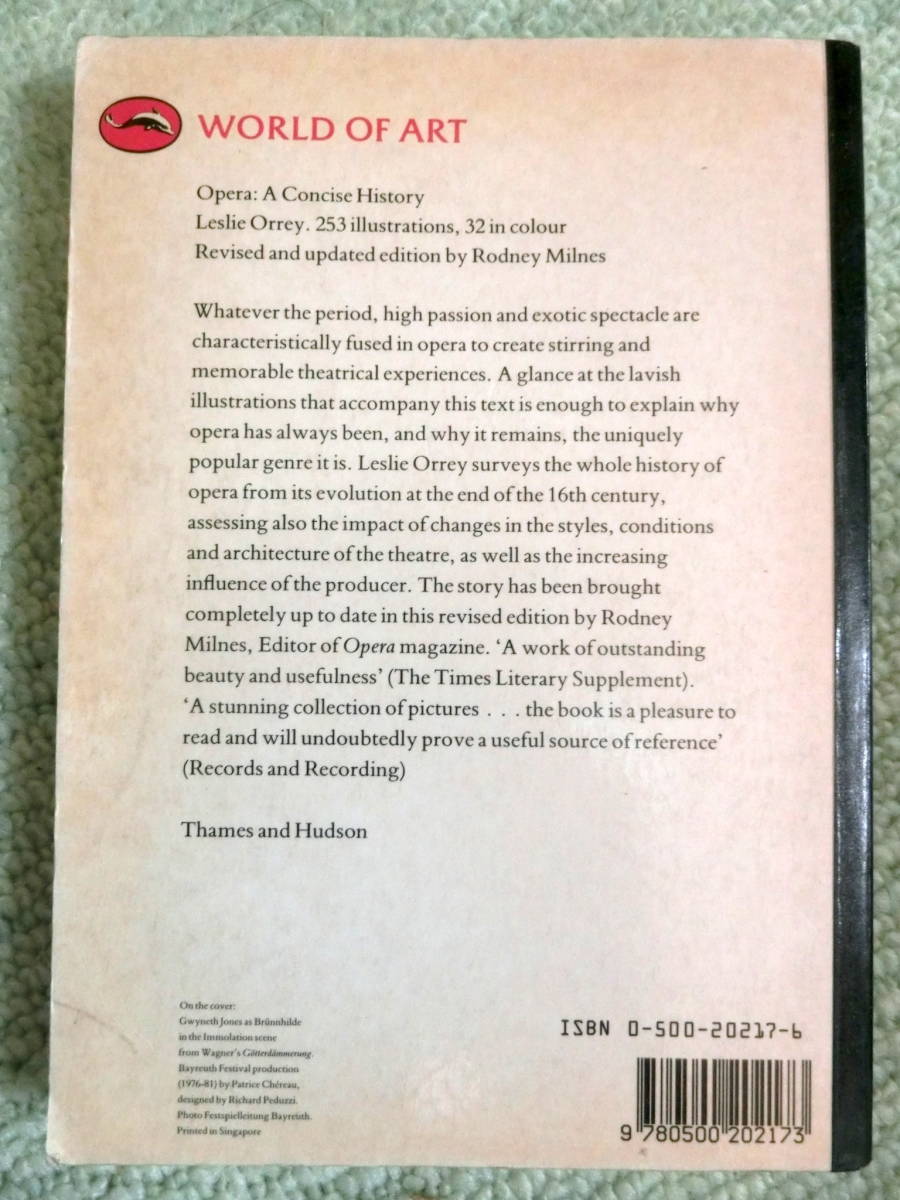 WORLD OF ART
Opera: A Concise History
Leslie Orrey. 253 illustrations, 32 in colour
Revised and updated edition by Rodney Milnes
Whatever the period, high passion and exotic spectacle are
characteristically fused in opera to create stirring and
memorable theatrical experiences. A glance at the lavish
illustrations that accompany this text is enough to explain why
opera has always been, and why it remains, the uniquely
popular genre it is. Leslie Orrey surveys the whole history of
opera from its evolution at the end of the 16th century,
assessing also the impact of changes in the styles, conditions
and architecture of the theatre, as well as the increasing
influence of the producer. The story has been brought
completely up to date in this revised edition by Rodney
Milnes, Editor of Opera magazine. ‘A work of outstanding
beauty and usefulness’ (The Times Literary Supplement).
‘A stunning collection of pictures . . . the book is a pleasure to
read and will undoubtedly prove a useful source of reference’
(Records and Recording)
Thames and Hudson
On the cover:
Gwyneth Jones as Brünnhilde
in the Immolation scene
from Wagner's Götterdämmerung.
Bayreuth Festival production
(1976-81) by Patrice Chéreau,
designed by Richard Peduzzi.
Photo Festspielleitung Bayreuth.
Printed in Singapore
ISBN 0-500-20217-6
9 780500 202173